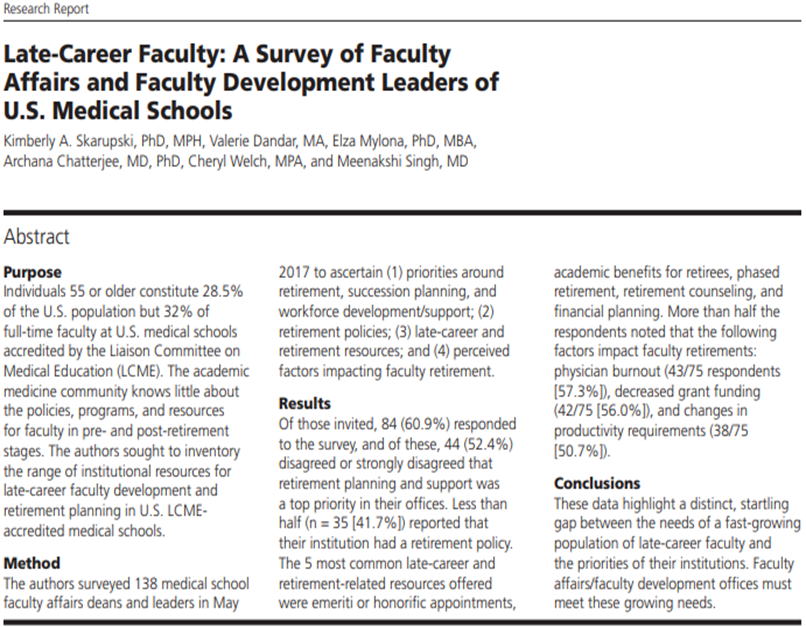 Research Report
Late-Career Faculty: A Survey of Faculty
Affairs and Faculty Development Leaders of
U.S. Medical Schools
Kimberly A. Skarupski, PhD, MPH, Valerie Dandar, MA, Elza Mylona, PhD, MBA,
Archana Chatterjee, MD, PhD, Cheryl Welch, MPA, and Meenakshi Singh, MD
Abstract
Purpose
Individuals 55 or older constitute 28.5%
of the U.S. population but 32% of
full-time faculty at U.S. medical schools
accredited by the Liaison Committee on
Medical Education (LCME). The academic
medicine community knows little about
the policies, programs, and resources
for faculty in pre- and post-retirement
stages. The authors sought to inventory
the range of institutional resources for
late-career faculty development and
retirement planning in U.S. LCME-
accredited medical schools.
Method
The authors surveyed 138 medical school
faculty affairs deans and leaders in May
2017 to ascertain (1) priorities around
retirement, succession planning, and
workforce development/support; (2)
retirement policies; (3) late-career and
retirement resources; and (4) perceived
factors impacting faculty retirement.
Results
Of those invited, 84 (60.9%) responded
to the survey, and of these, 44 (52.4%)
disagreed or strongly disagreed that
retirement planning and support was
a top priority in their offices. Less than
half (n = 35 [41.7%]) reported that
their institution had a retirement policy.
The 5 most common late-career and
retirement-related resources offered
were emeriti or honorific appointments,
academic benefits for retirees, phased
retirement, retirement counseling, and
financial planning. More than half the
respondents noted that the following
factors impact faculty retirements:
physician burnout (43/75 respondents
[57.3%]), decreased grant funding
(42/75 [56.0%]), and changes in
productivity requirements (38/75
[50.7%]).
Conclusions
These data highlight a distinct, startling
gap between the needs of a fast-growing
population of late-career faculty and
the priorities of their institutions. Faculty
affairs/faculty development offices must
meet these growing needs.